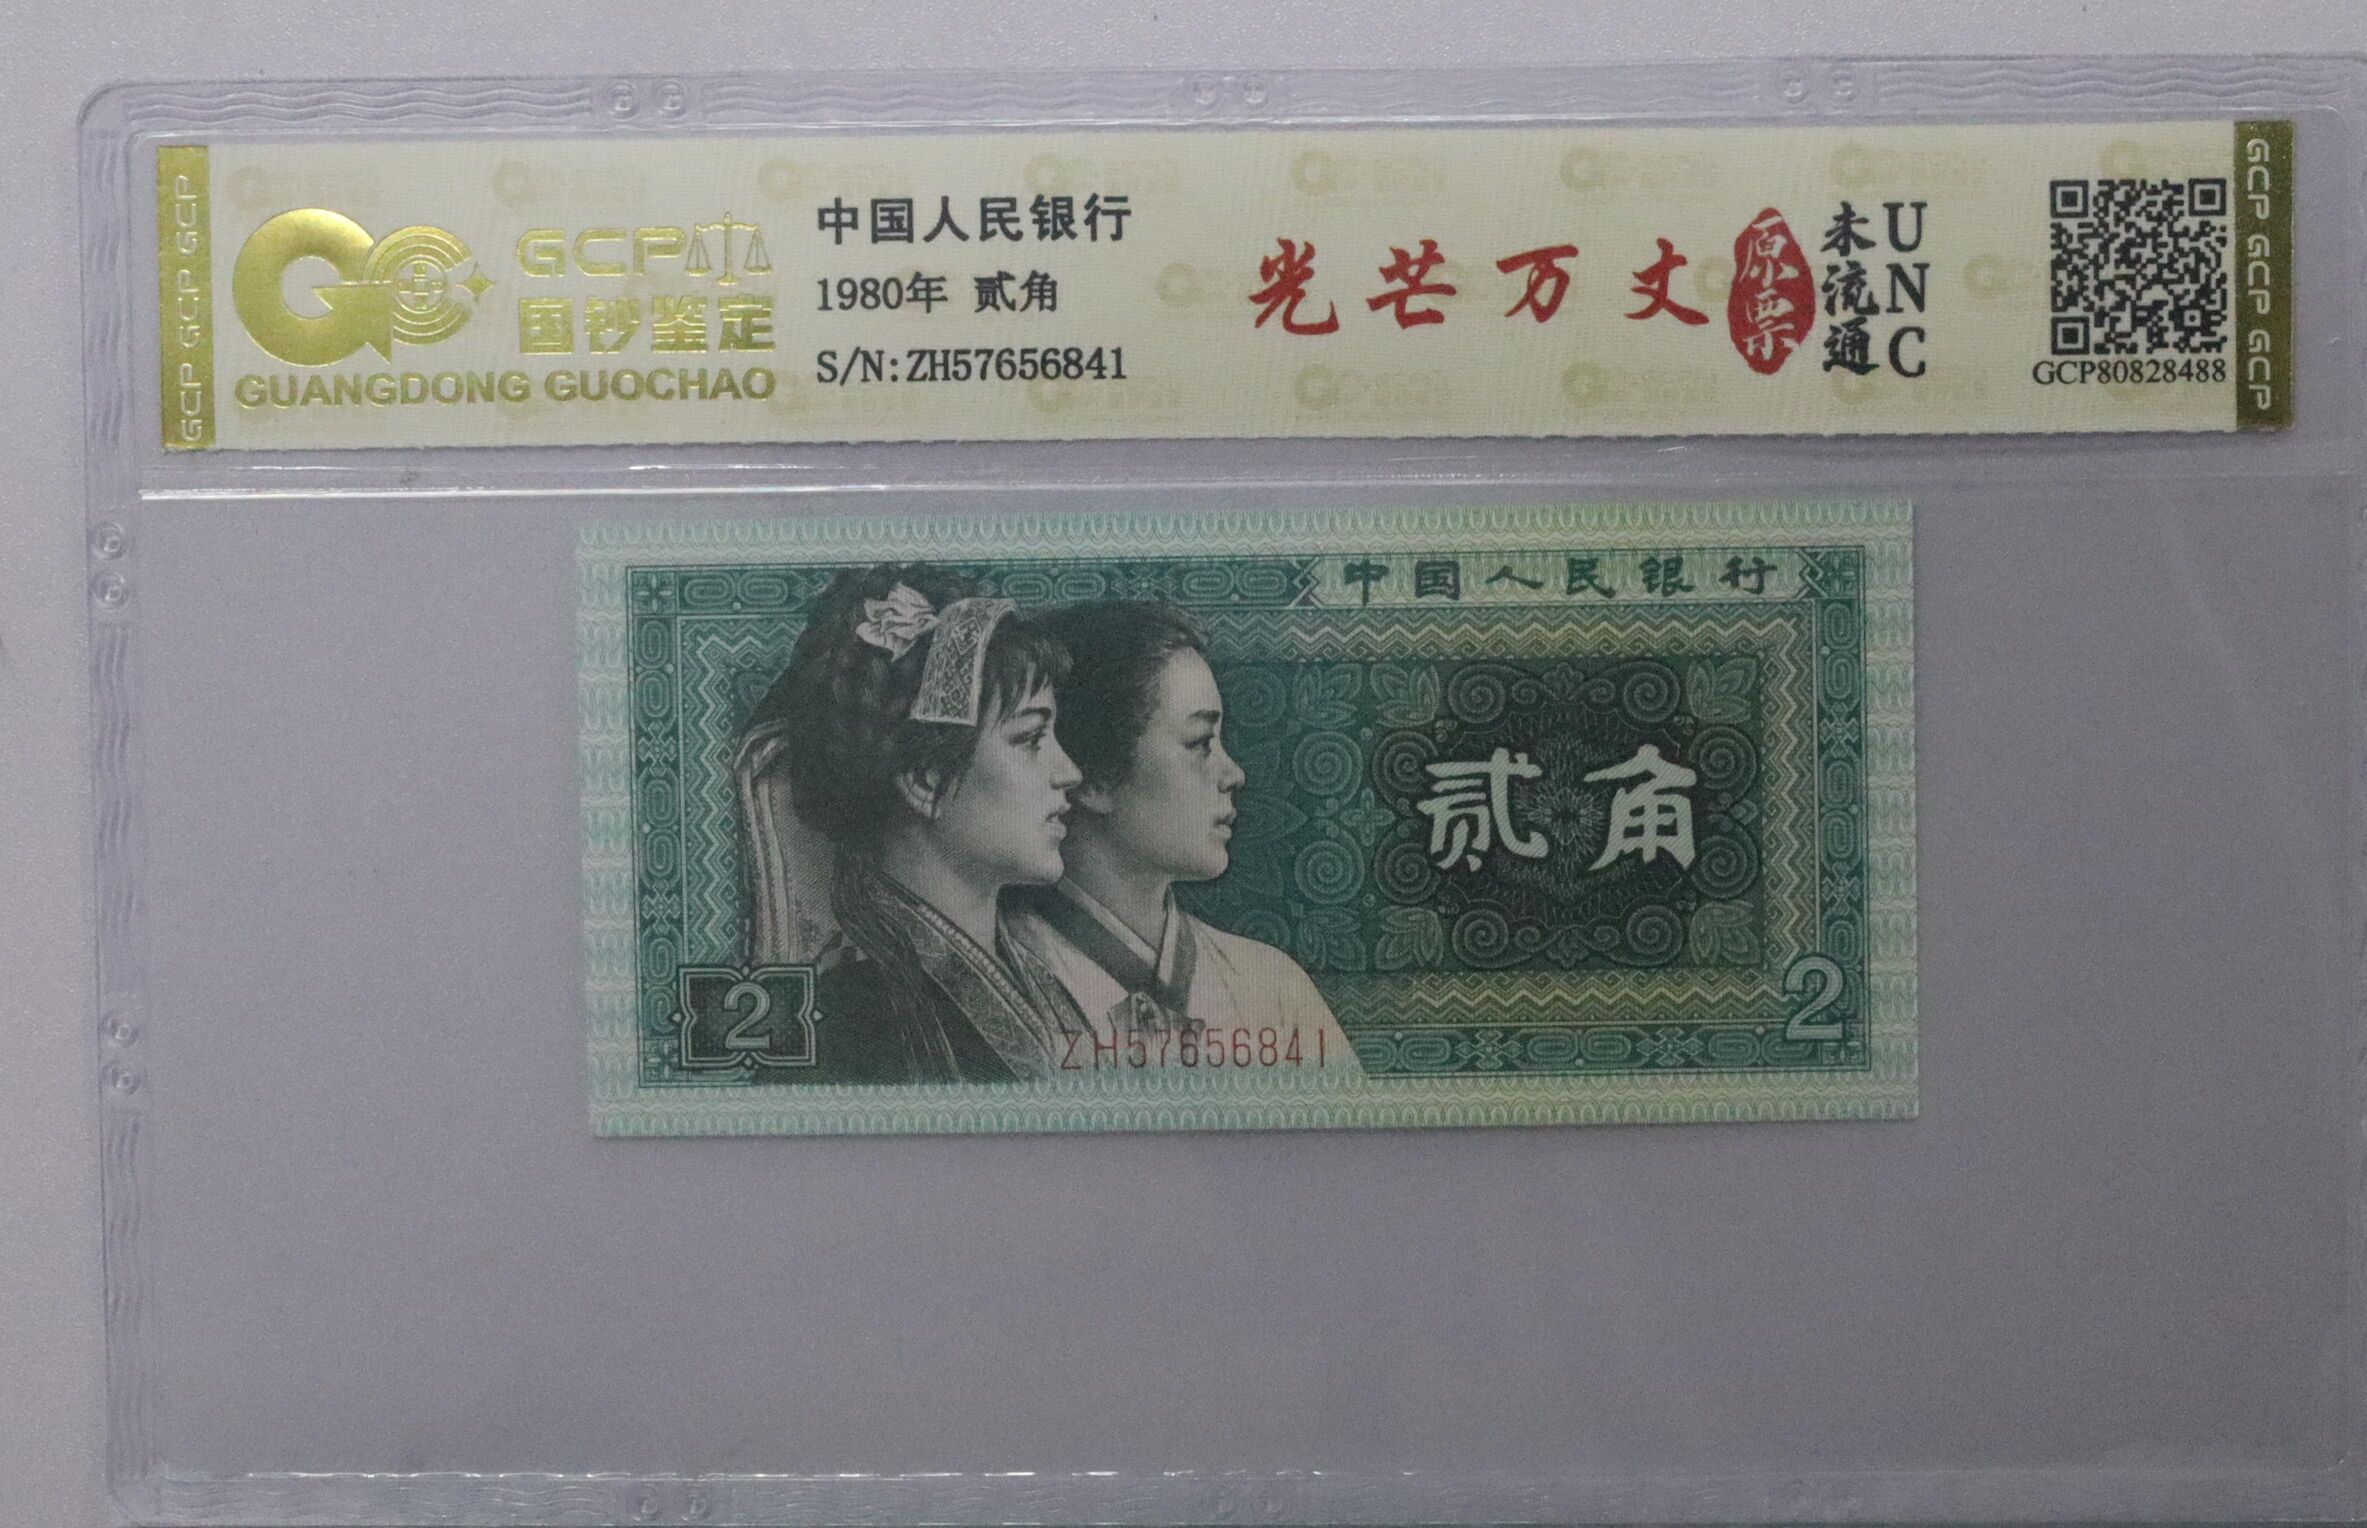 GCP GCP GCP
GCP
国钞鉴定
GUANGDONG GUOCHAO
中国人民银行
1980年 贰角
S/N:ZH57656841
光芒万丈
原票
未流通
UNC
GCP80828488
GCP GCP GCP
中国人民银行
贰角
2
2
ZH57656841